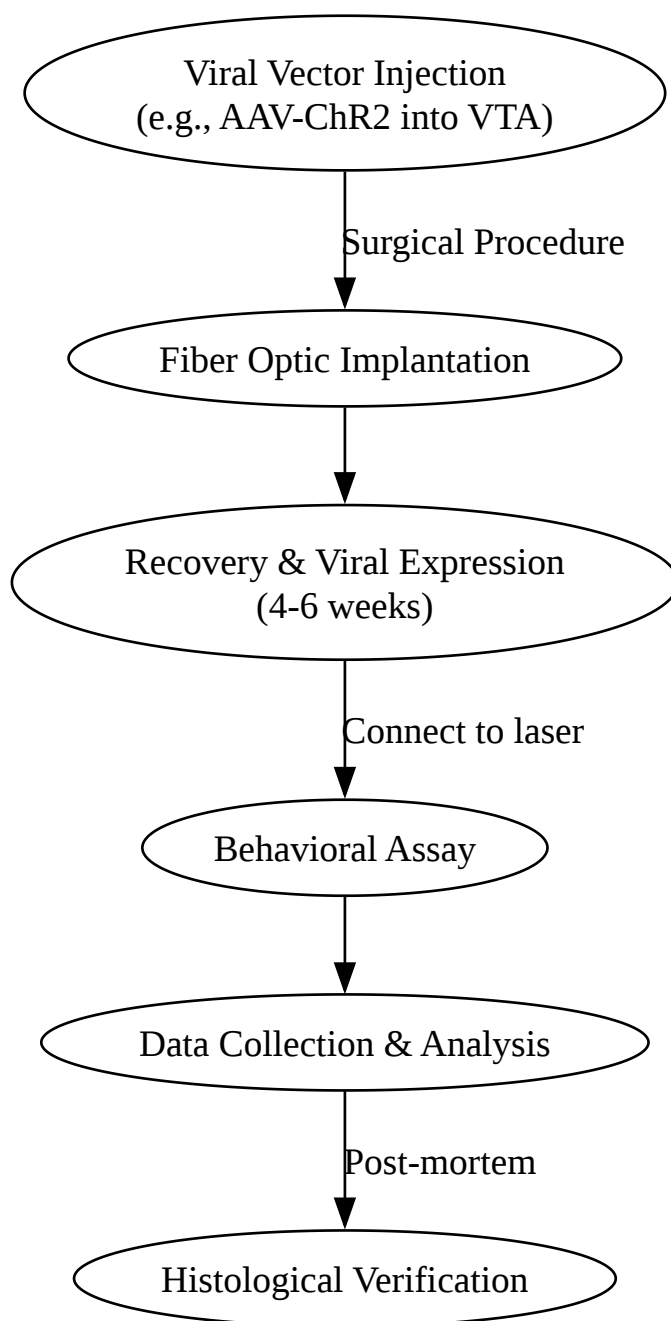 Viral Vector Injection
(e.g., AAV-ChR2 into VTA)
Surgical Procedure
Fiber Optic Implantation
Recovery & Viral Expression
(4-6 weeks)
Connect to laser
Behavioral Assay
Data Collection & Analysis
Post-mortem
Histological Verification